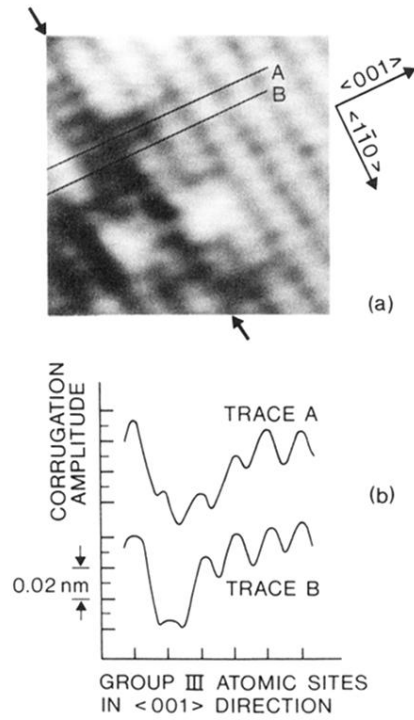 A
B
<001>
<11̄0>
(a)
CORRUGATION
AMPLITUDE
TRACE A
(b)
0.02 nm
TRACE B
GROUP III ATOMIC SITES
IN <001> DIRECTION